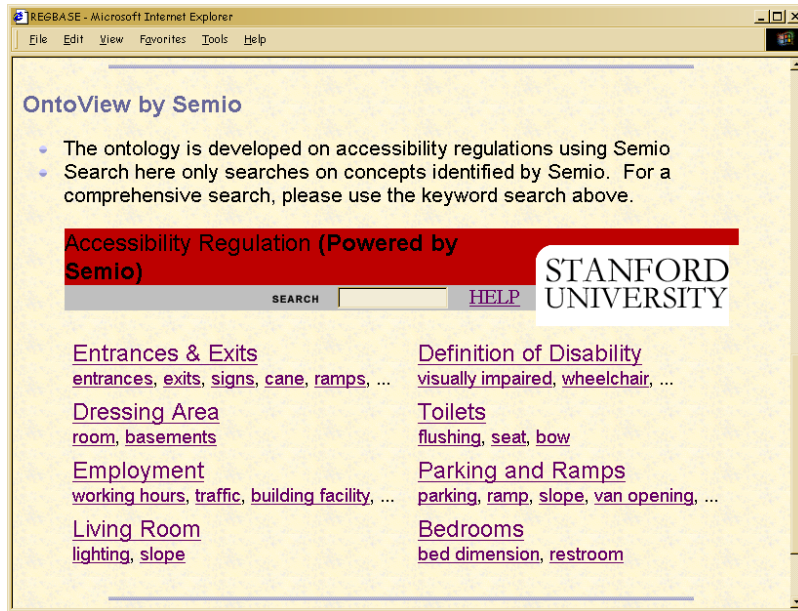 REGBASE - Microsoft Internet Explorer
File Edit View Favorites Tools Help
OntoView by Semio
The ontology is developed on accessibility regulations using Semio
Search here only searches on concepts identified by Semio. For a
comprehensive search, please use the keyword search above.
Accessibility Regulation (Powered by
Semio)
STANFORD
UNIVERSITY
SEARCH HELP
Entrances & Exits
entrances, exits, signs, cane, ramps, ...
Definition of Disability
visually impaired, wheelchair, ...
Dressing Area
room, basements
Toilets
flushing, seat, bow
Employment
working hours, traffic, building facility, ...
Parking and Ramps
parking, ramp, slope, van opening, ...
Living Room
lighting, slope
Bedrooms
bed dimension, restroom